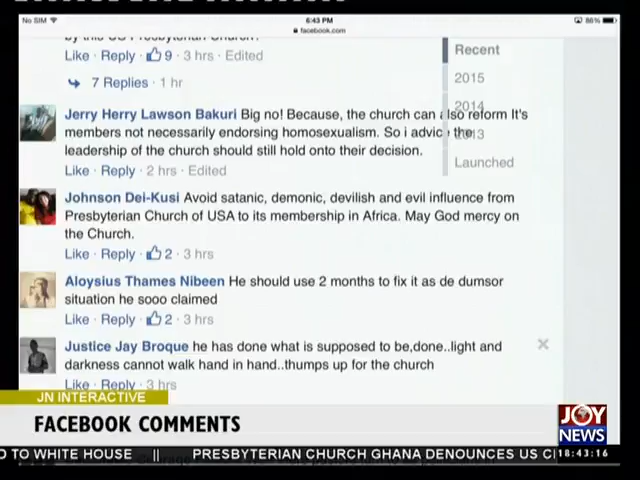 No SIM
6:43 PM
86%
facebook.com
by this US Presbyterian Church?
Like · Reply · 9 · 3 hrs · Edited
7 Replies · 1 hr
Recent
2015
2014
2013
Launched
Jerry Herry Lawson Bakuri Big no! Because, the church can also reform It's
members not necessarily endorsing homosexualism. So i advice the
leadership of the church should still hold onto their decision.
Like · Reply · 2 hrs · Edited
Johnson Dei-Kusi Avoid satanic, demonic, devilish and evil influence from
Presbyterian Church of USA to its membership in Africa. May God mercy on
the Church.
Like · Reply · 2 · 3 hrs
Aloysius Thames Nibeen He should use 2 months to fix it as de dumsor
situation he sooo claimed
Like · Reply · 2 · 3 hrs
Justice Jay Broque he has done what is supposed to be,done..light and
darkness cannot walk hand in hand..thumps up for the church
Like · Reply · 3 hrs
JN INTERACTIVE
FACEBOOK COMMENTS
JOY
NEWS
O TO WHITE HOUSE || PRESBYTERIAN CHURCH GHANA DENOUNCES US C
18:43:16